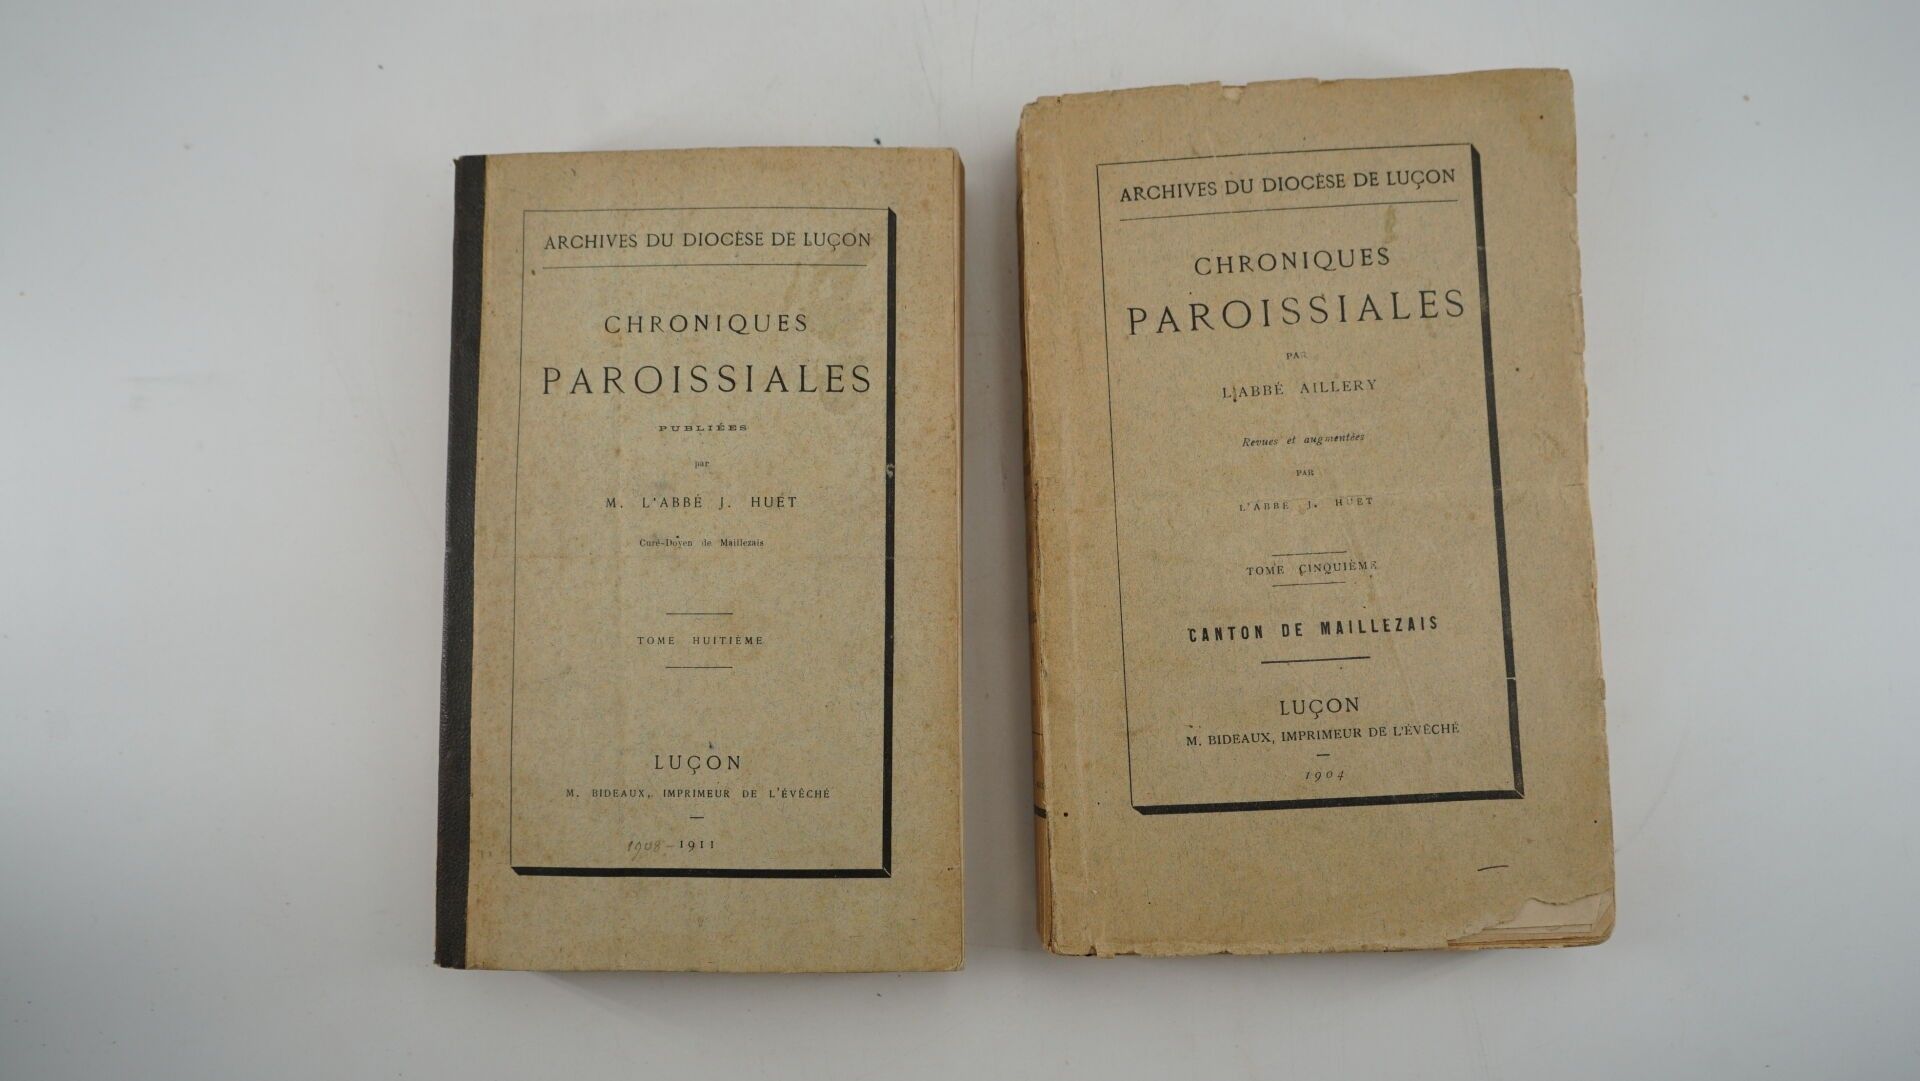 ARCHIVES DU DIOCÈSE DE LUÇON
CHRONIQUES
PAROISSIALES
PUBLIÉES
par
M. L'ABBÉ J. HUET
Curé-Doyen de Maillezais
TOME HUITIÈME
LUÇON
M. BIDEAUX, IMPRIMEUR DE L'ÉVÊCHÉ
1908-1911
ARCHIVES DU DIOCÈSE DE LUÇON
CHRONIQUES
PAROISSIALES
PAR
L'ABBÉ AILLERY
Revues et augmentées
PAR
L'ABBÉ J. HUET
TOME CINQUIÈME
CANTON DE MAILLEZAIS
LUÇON
M. BIDEAUX, IMPRIMEUR DE L'ÉVÊCHÉ
1904